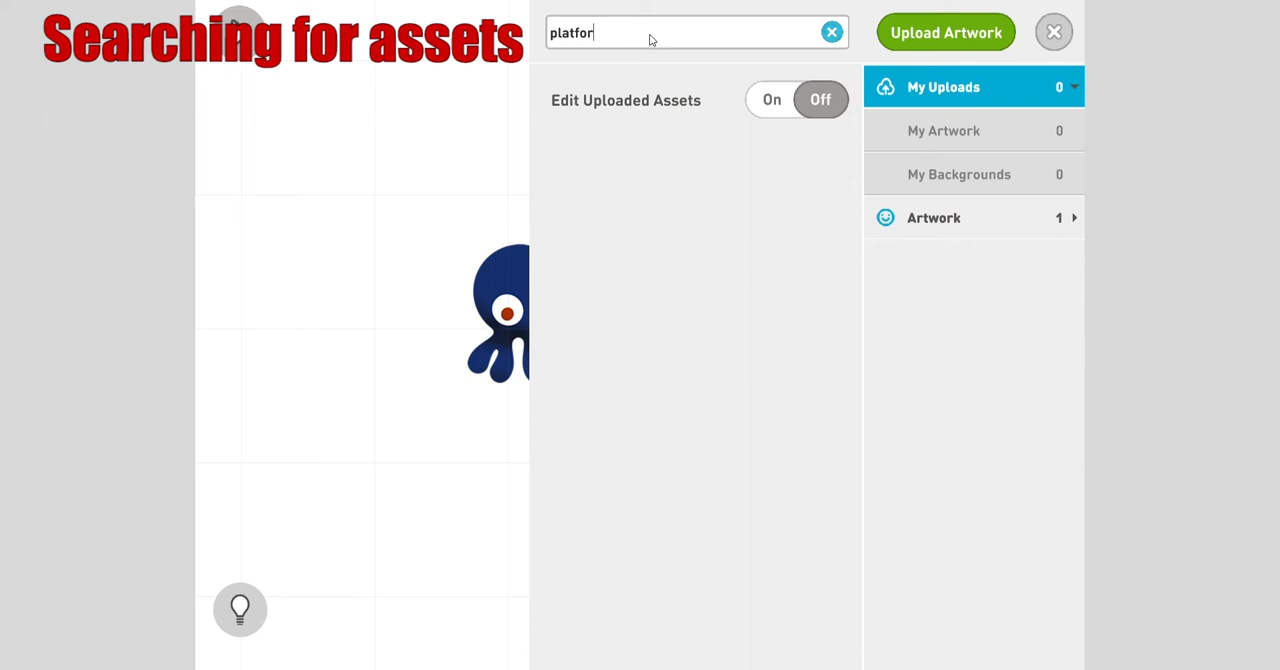 Searching for assets
platfor
Upload Artwork
Edit Uploaded Assets
On
Off
My Uploads 0
My Artwork 0
My Backgrounds 0
Artwork 1